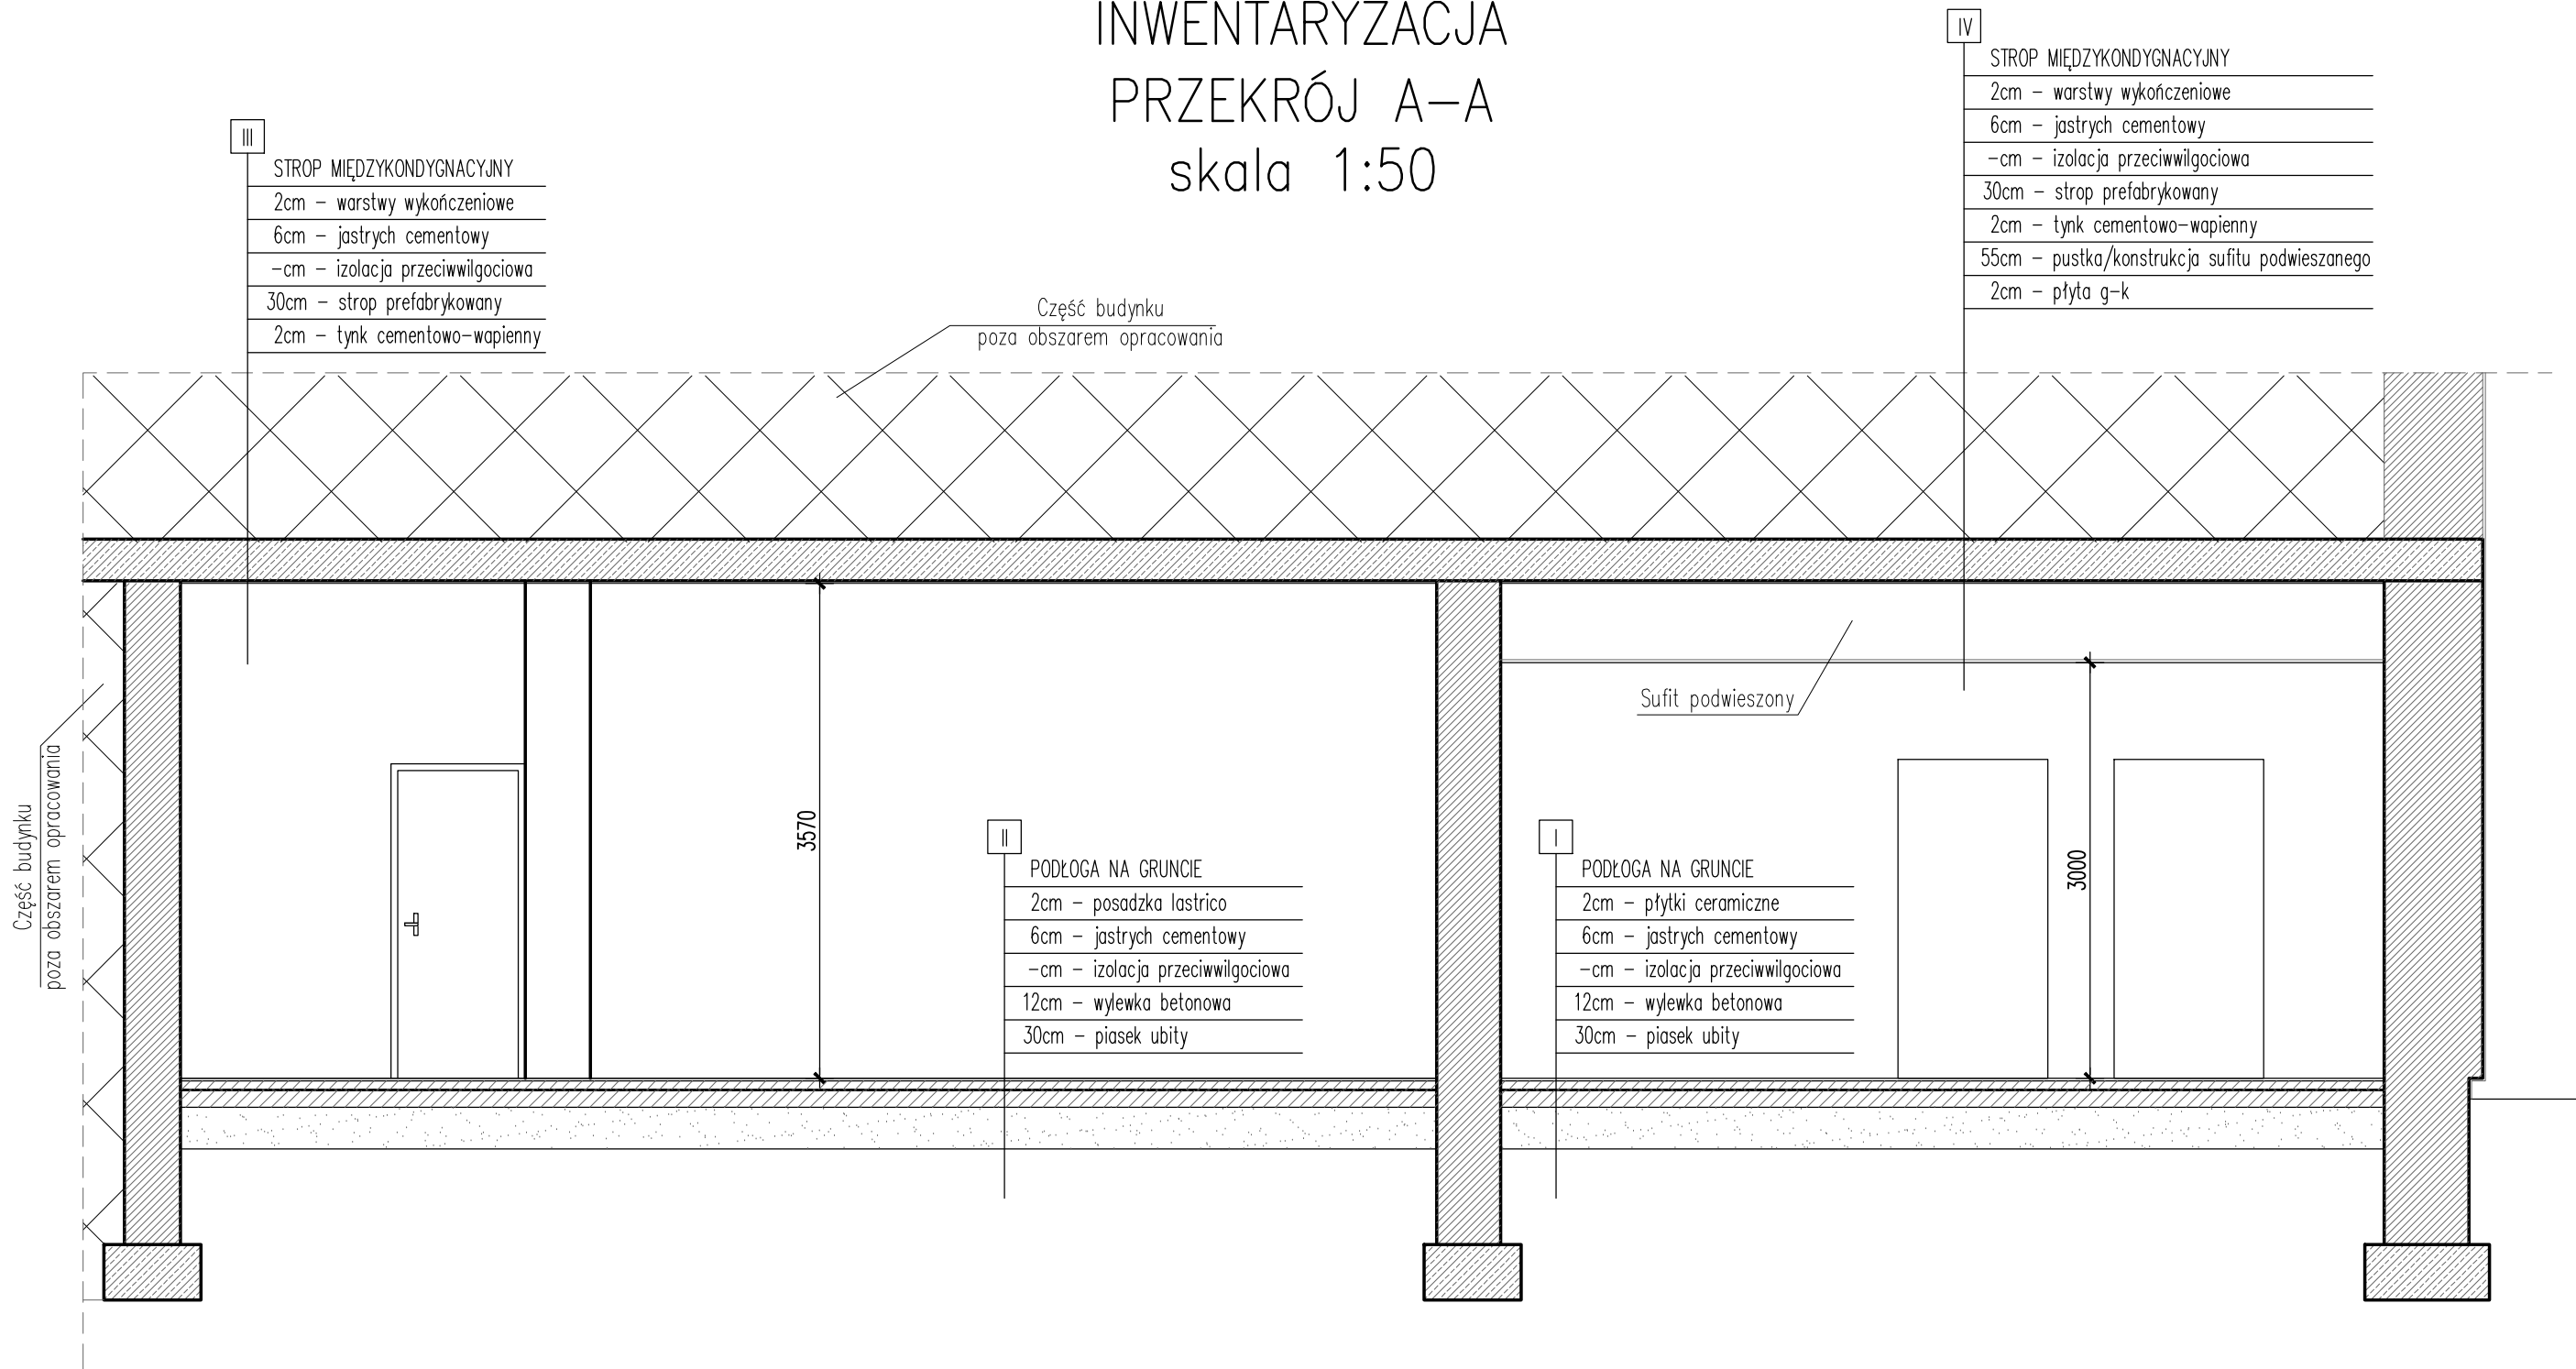 INWENTARYZACJA
PRZEKRÓJ A-A
skala 1:50
III
STROP MIĘDZYKONDYGNACYJNY
2cm - warstwy wykończeniowe
6cm - jastrych cementowy
-cm - izolacja przeciwwilgociowa
30cm - strop prefabrykowany
2cm - tynk cementowo-wapienny
IV
STROP MIĘDZYKONDYGNACYJNY
2cm - warstwy wykończeniowe
6cm - jastrych cementowy
-cm - izolacja przeciwwilgociowa
30cm - strop prefabrykowany
2cm - tynk cementowo-wapienny
55cm - pustka/konstrukcja sufitu podwieszanego
2cm - płyta g-k
Część budynku
poza obszarem opracowania
Część budynku
poza obszarem opracowania
3570
Sufit podwieszony
3000
II
PODŁOGA NA GRUNCIE
2cm - posadzka lastrico
6cm - jastrych cementowy
-cm - izolacja przeciwwilgociowa
12cm - wylewka betonowa
30cm - piasek ubity
I
PODŁOGA NA GRUNCIE
2cm - płytki ceramiczne
6cm - jastrych cementowy
-cm - izolacja przeciwwilgociowa
12cm - wylewka betonowa
30cm - piasek ubity